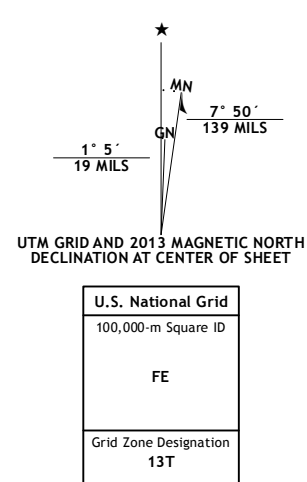 ★
MN
GN
7° 50´
139 MILS
1° 5´
19 MILS
UTM GRID AND 2013 MAGNETIC NORTH
DECLINATION AT CENTER OF SHEET
U.S. National Grid
100,000-m Square ID
FE
Grid Zone Designation
13T